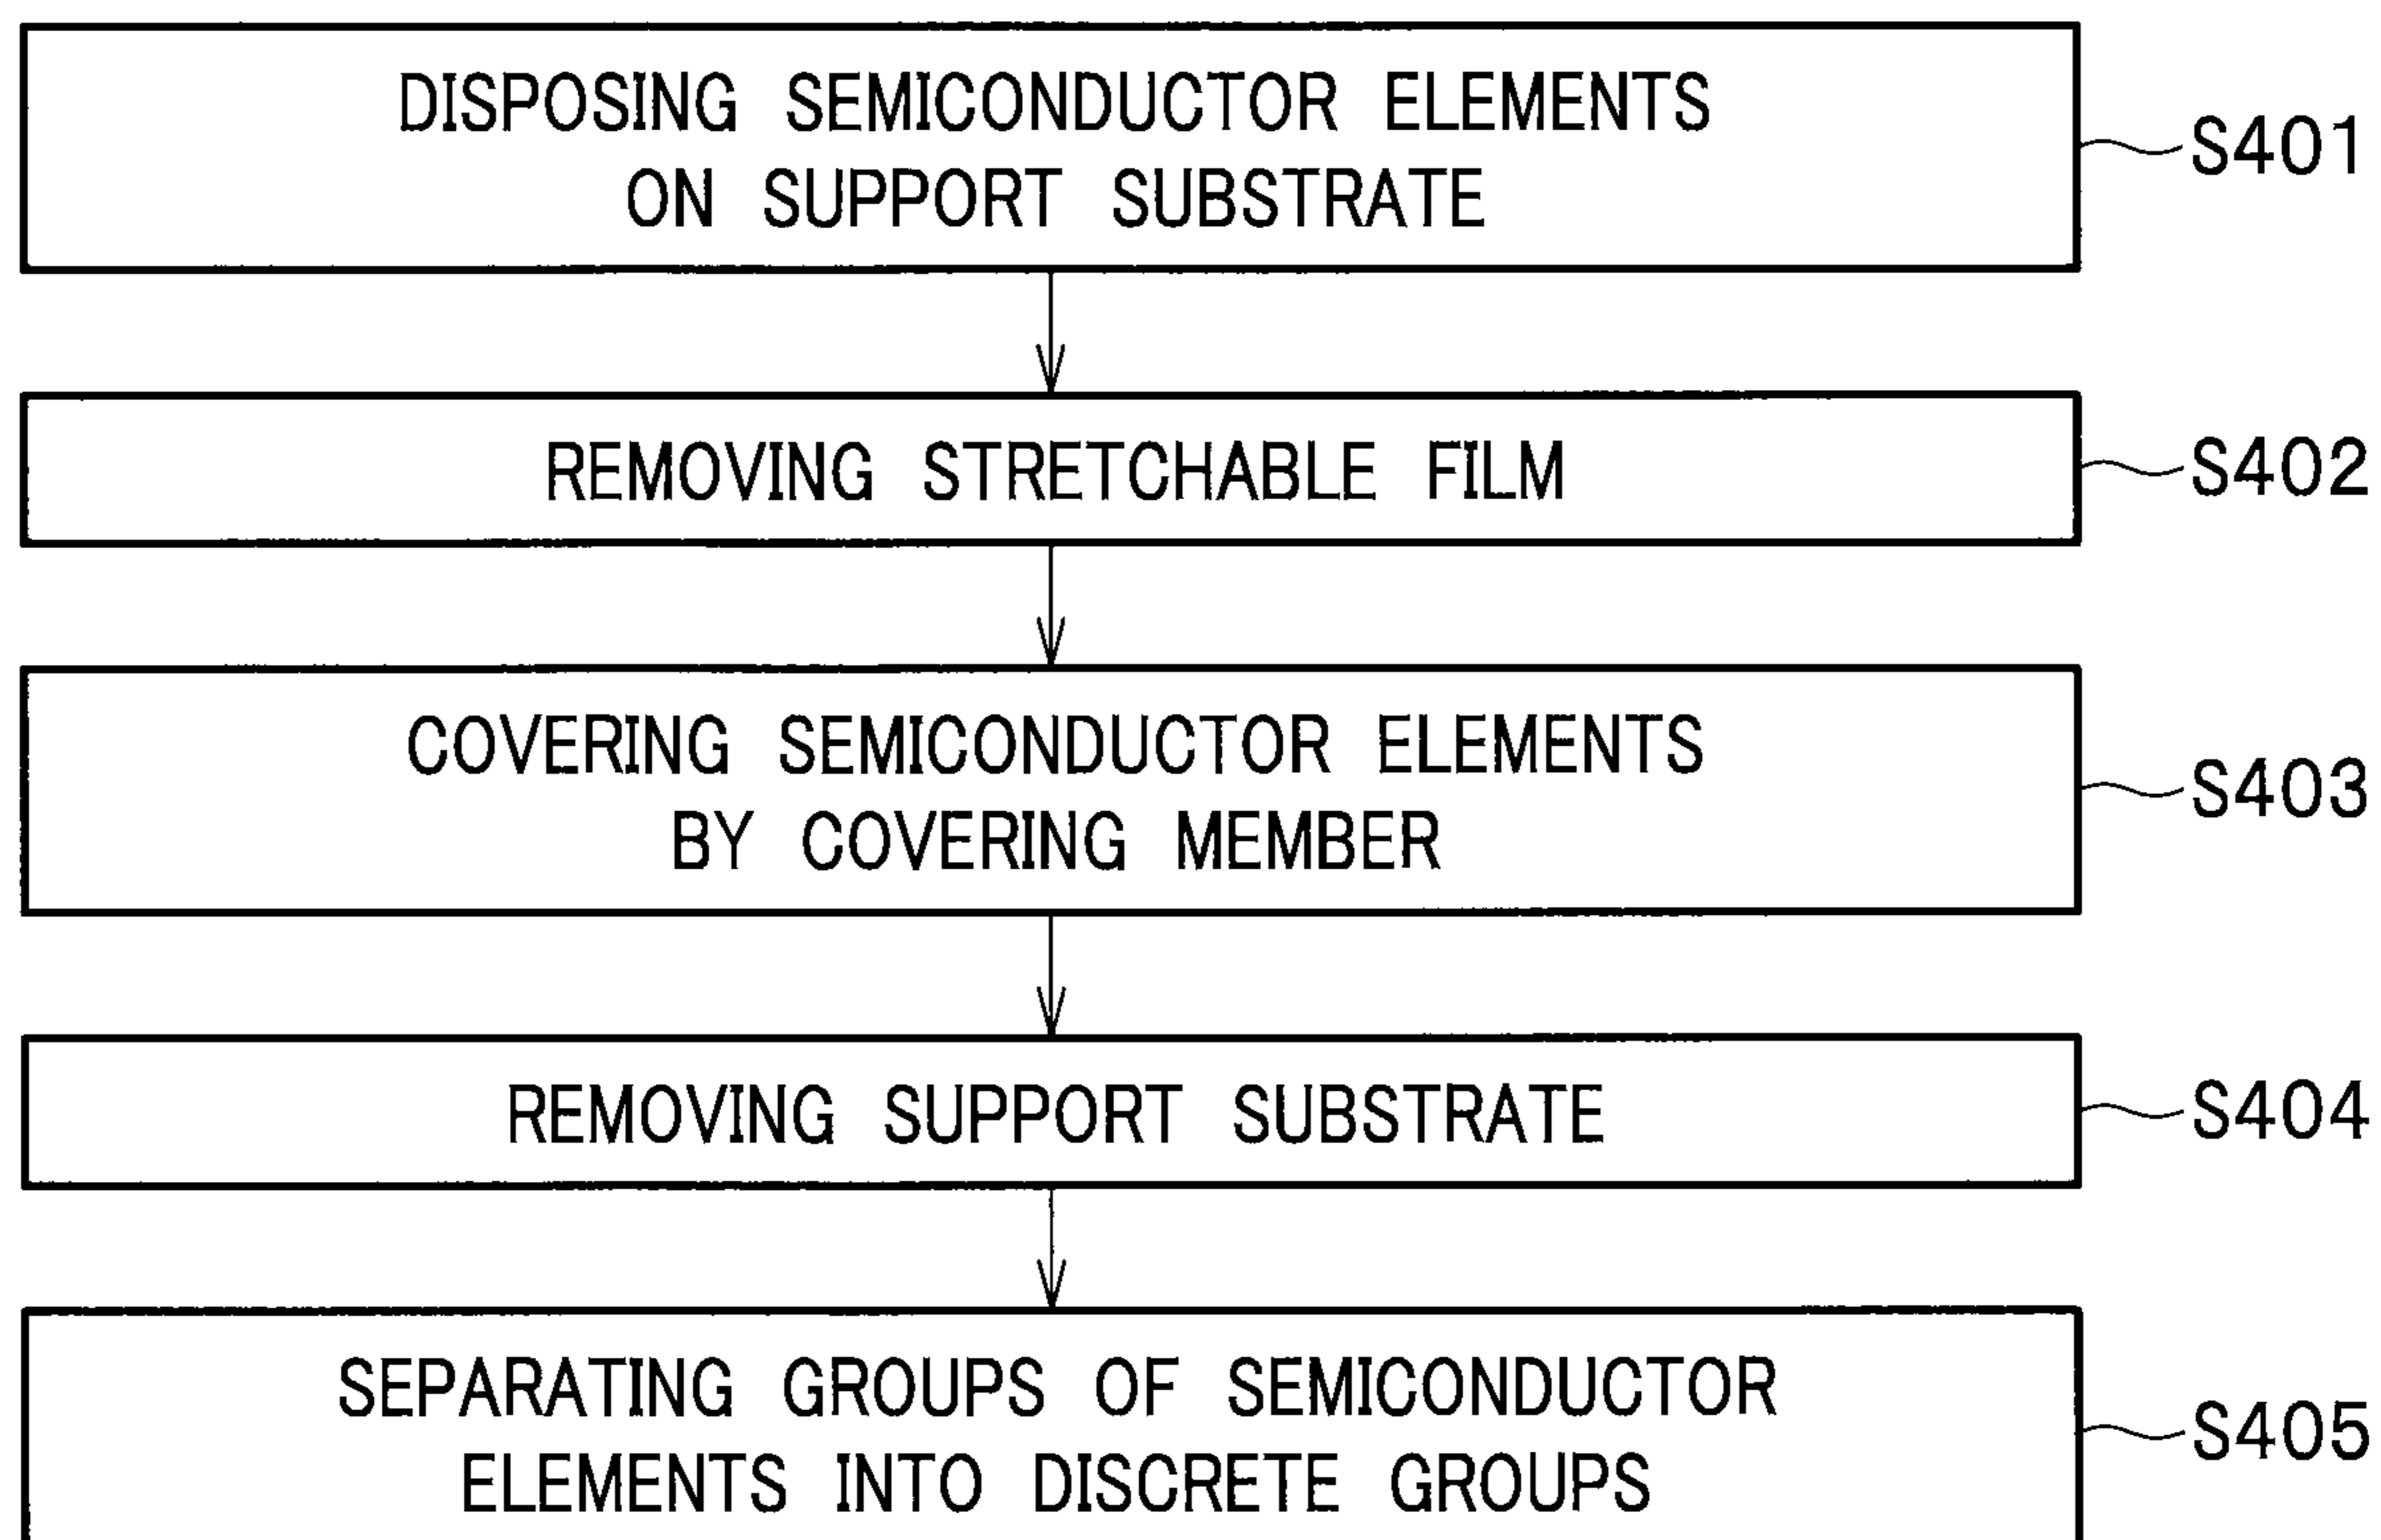 DISPOSING SEMICONDUCTOR ELEMENTS
ON SUPPORT SUBSTRATE
S401
REMOVING STRETCHABLE FILM
S402
COVERING SEMICONDUCTOR ELEMENTS
BY COVERING MEMBER
S403
REMOVING SUPPORT SUBSTRATE
S404
SEPARATING GROUPS OF SEMICONDUCTOR
ELEMENTS INTO DISCRETE GROUPS
S405